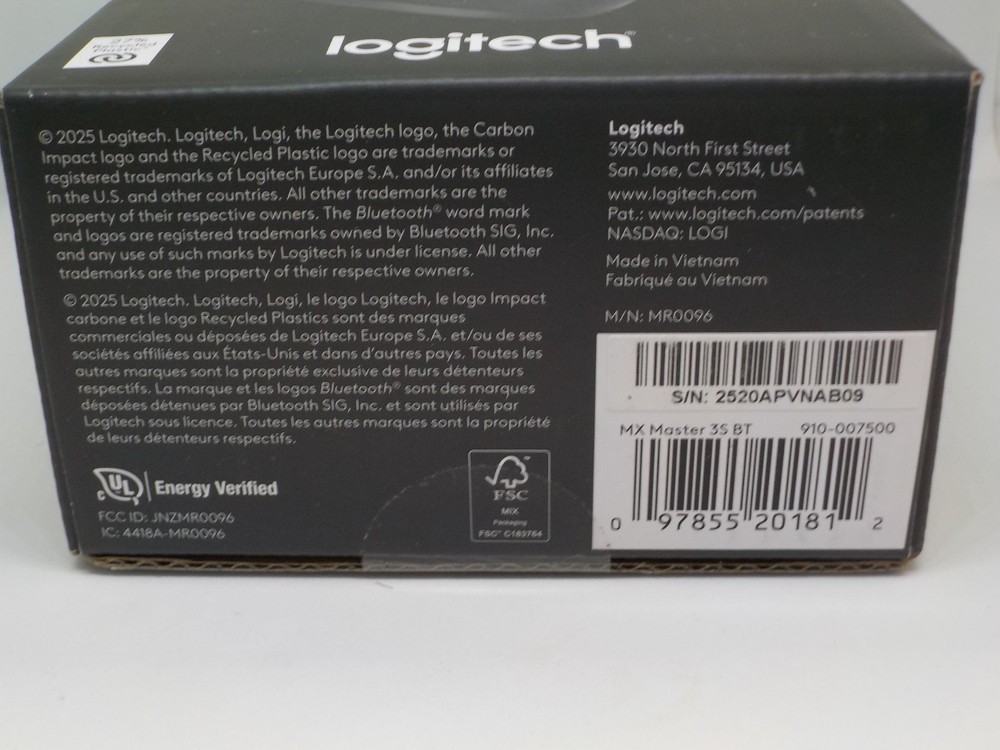 27%
Recycled
Plastic
logitech®
© 2025 Logitech. Logitech, Logi, the Logitech logo, the Carbon
Impact logo and the Recycled Plastic logo are trademarks or
registered trademarks of Logitech Europe S.A. and/or its affiliates
in the U.S. and other countries. All other trademarks are the
property of their respective owners. The Bluetooth® word mark
and logos are registered trademarks owned by Bluetooth SIG, Inc.
and any use of such marks by Logitech is under license. All other
trademarks are the property of their respective owners.
© 2025 Logitech. Logitech, Logi, le logo Logitech, le logo Impact
carbone et le logo Recycled Plastics sont des marques
commerciales ou déposées de Logitech Europe S.A. et/ou de ses
sociétés affiliées aux États-Unis et dans d'autres pays. Toutes les
autres marques sont la propriété exclusive de leurs détenteurs
respectifs. La marque et les logos Bluetooth® sont des marques
déposées détenues par Bluetooth SIG, Inc. et sont utilisés par
Logitech sous licence. Toutes les autres marques sont la propriété
de leurs détenteurs respectifs.
c UL | Energy Verified
FCC ID: JNZMR0096
IC: 4418A-MR0096
FSC
MIX
Packaging
FSC™ C183764
Logitech
3930 North First Street
San Jose, CA 95134, USA
www.logitech.com
Pat.: www.logitech.com/patents
NASDAQ: LOGI
Made in Vietnam
Fabriqué au Vietnam
M/N: MR0096
S/N: 2520APVNAB09
MX Master 3S BT 910-007500
0 97855 20181 2